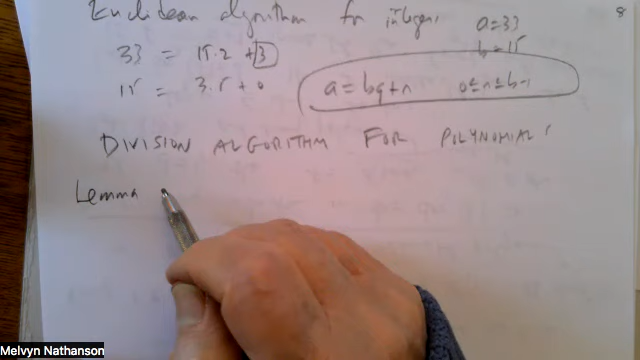 Euclidean algorithm for integers
8
a=33
b=15
33 = 15.2 + 3
15 = 3.5 + 0
a = bq+r 0≤r≤b-1
DIVISION ALGORITHM FOR POLYNOMIALS
Lemma
Melvyn Nathanson